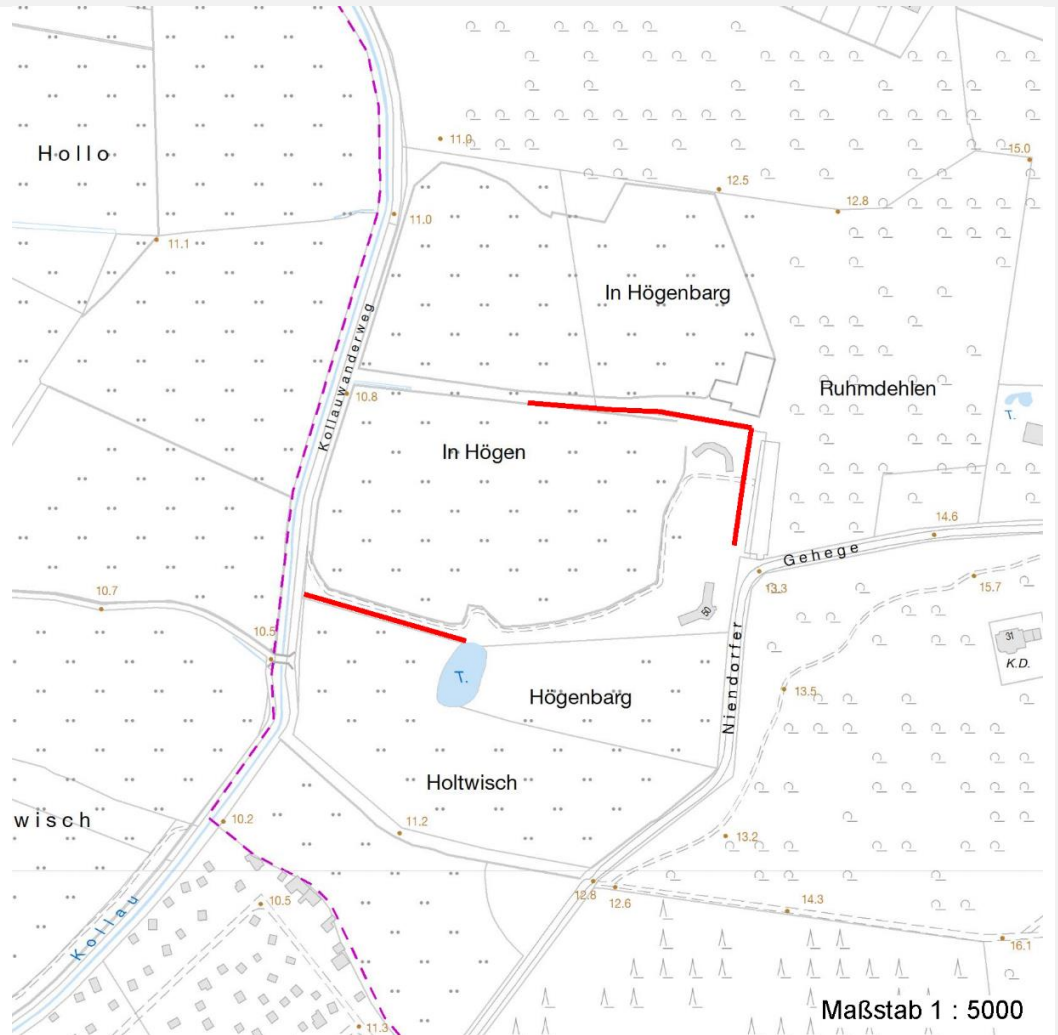 11.0
Hollo
15.0
12.5
12.8
11.0
11.1
In Högenbarg
Kollauwanderweg
Ruhmdehlen
10.8
T.
In Högen
14.6
Gehege
13.3
15.7
10.7
50
10.5
31
K.D.
T.
13.5
Högenbarg
Niendorfer
Holtwisch
wisch
10.2
11.2
13.2
12.8
12.6
10.5
14.3
Kollau
16.1
11.3
Maßstab 1 : 5000